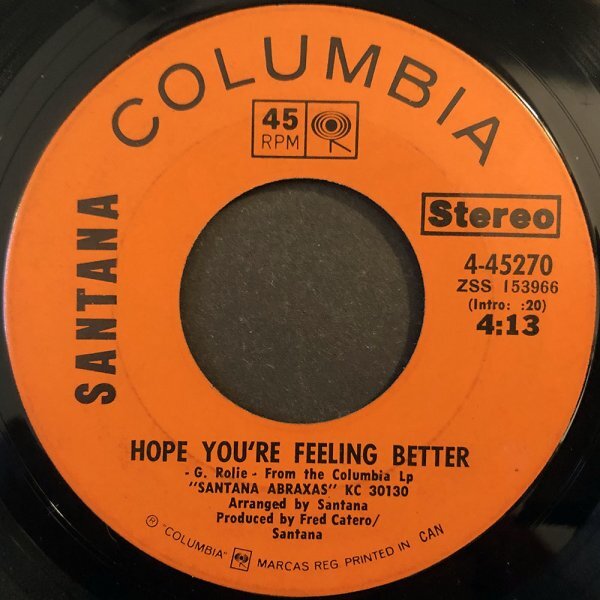 COLUMBIA
45
RPM
SANTANA
Stereo
4-45270
ZSS 153966
(Intro: :20)
4:13
HOPE YOU'RE FEELING BETTER
- G. Rolie - From the Columbia Lp
"SANTANA ABRAXAS" KC 30130
Arranged by Santana
Produced by Fred Catero/
Santana
℗ "COLUMBIA" MARCAS REG PRINTED IN CAN